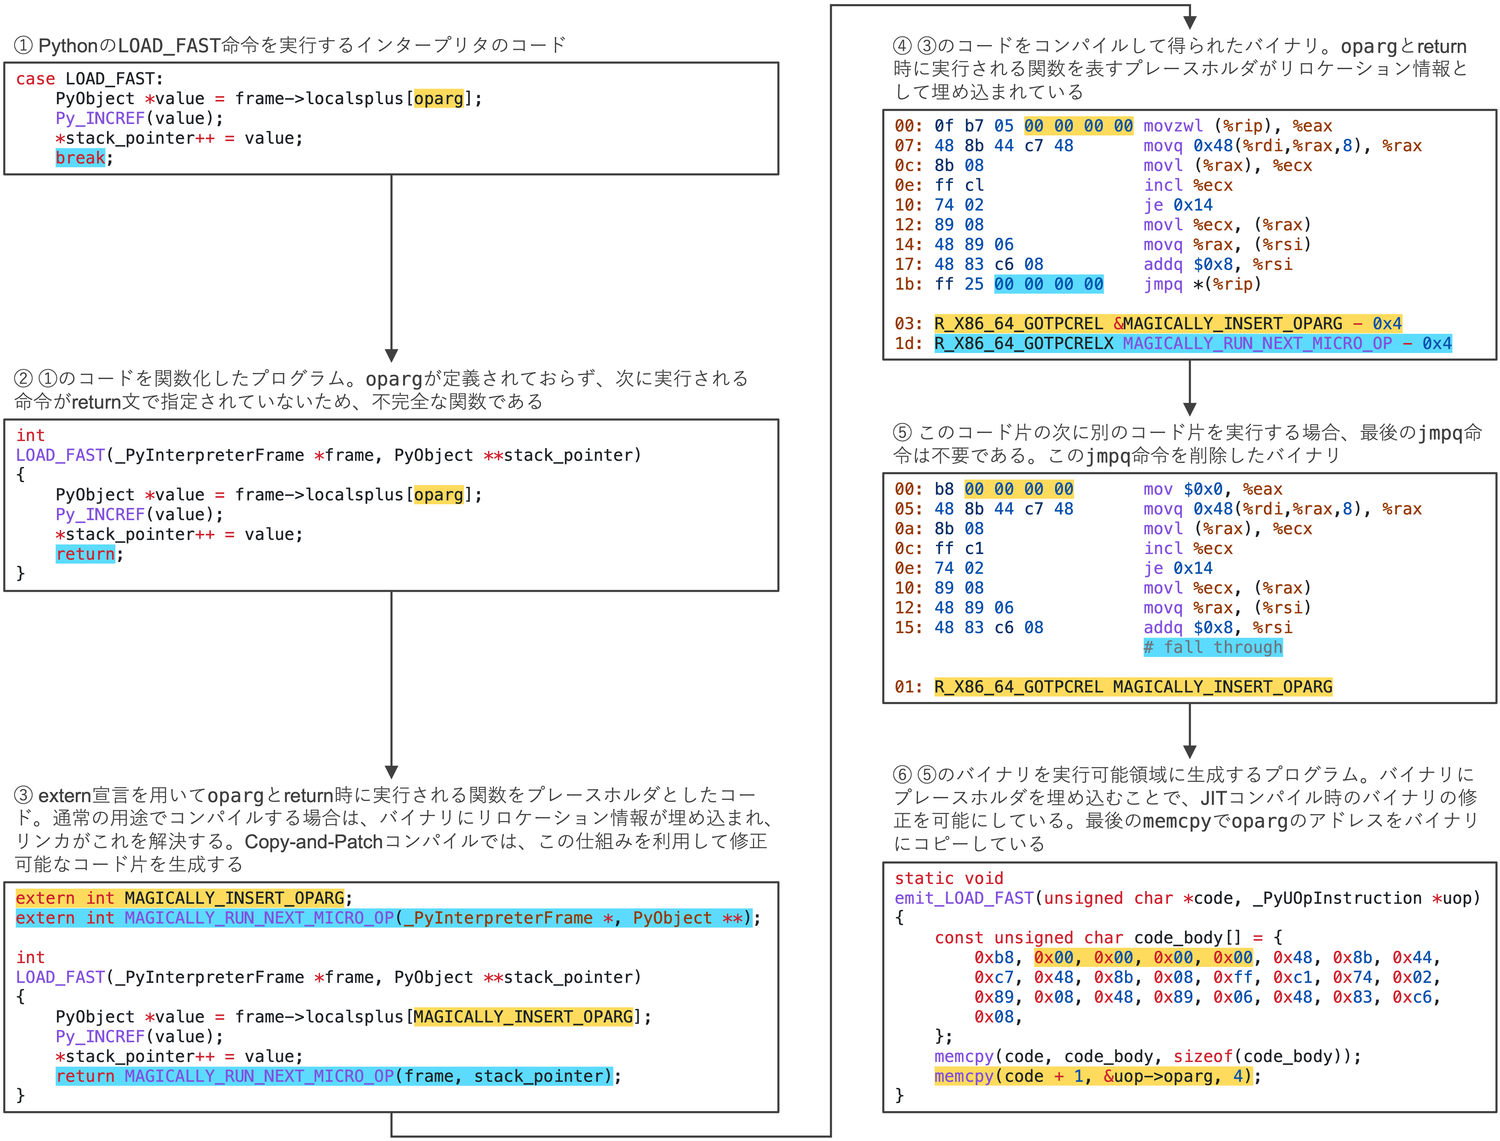 ① PythonのLOAD_FAST命令を実行するインタープリタのコード
case LOAD_FAST:
    PyObject *value = frame->localsplus[oparg];
    Py_INCREF(value);
    *stack_pointer++ = value;
    break;
② ①のコードを関数化したプログラム。opargが定義されておらず、次に実行される
命令がreturn文で指定されていないため、不完全な関数である
int
LOAD_FAST(_PyInterpreterFrame *frame, PyObject **stack_pointer)
{
    PyObject *value = frame->localsplus[oparg];
    Py_INCREF(value);
    *stack_pointer++ = value;
    return;
}
③ extern宣言を用いてopargとreturn時に実行される関数をプレースホルダとしたコー
ド。通常の用途でコンパイルする場合は、バイナリにリロケーション情報が埋め込まれ、
リンカがこれを解決する。Copy-and-Patchコンパイルでは、この仕組みを利用して修正
可能なコード片を生成する
extern int MAGICALLY_INSERT_OPARG;
extern int MAGICALLY_RUN_NEXT_MICRO_OP(_PyInterpreterFrame *, PyObject **);
int
LOAD_FAST(_PyInterpreterFrame *frame, PyObject **stack_pointer)
{
    PyObject *value = frame->localsplus[MAGICALLY_INSERT_OPARG];
    Py_INCREF(value);
    *stack_pointer++ = value;
    return MAGICALLY_RUN_NEXT_MICRO_OP(frame, stack_pointer);
}
④ ③のコードをコンパイルして得られたバイナリ。opargとreturn
時に実行される関数を表すプレースホルダがリロケーション情報と
して埋め込まれている
00: 0f b7 05 00 00 00 00 movzwl (%rip), %eax
07: 48 8b 44 c7 48       movq 0x48(%rdi,%rax,8), %rax
0c: 8b 08                movl (%rax), %ecx
0e: ff cl                incl %ecx
10: 74 02                je 0x14
12: 89 08                movl %ecx, (%rax)
14: 48 89 06             movq %rax, (%rsi)
17: 48 83 c6 08          addq $0x8, %rsi
1b: ff 25 00 00 00 00    jmpq *(%rip)
03: R_X86_64_GOTPCREL &MAGICALLY_INSERT_OPARG - 0x4
1d: R_X86_64_GOTPCRELX MAGICALLY_RUN_NEXT_MICRO_OP - 0x4
⑤ このコード片の次に別のコード片を実行する場合、最後のjmpq命
令は不要である。このjmpq命令を削除したバイナリ
00: b8 00 00 00 00       mov $0x0, %eax
05: 48 8b 44 c7 48       movq 0x48(%rdi,%rax,8), %rax
0a: 8b 08                movl (%rax), %ecx
0c: ff c1                incl %ecx
0e: 74 02                je 0x14
10: 89 08                movl %ecx, (%rax)
12: 48 89 06             movq %rax, (%rsi)
15: 48 83 c6 08          addq $0x8, %rsi
                         # fall through
01: R_X86_64_GOTPCREL MAGICALLY_INSERT_OPARG
⑥ ⑤のバイナリを実行可能領域に生成するプログラム。バイナリに
プレースホルダを埋め込むことで、JITコンパイル時のバイナリの修
正を可能にしている。最後のmemcpyでopargのアドレスをバイナリ
にコピーしている
static void
emit_LOAD_FAST(unsigned char *code, _PyUOpInstruction *uop)
{
    const unsigned char code_body[] = {
        0xb8, 0x00, 0x00, 0x00, 0x00, 0x48, 0x8b, 0x44,
        0xc7, 0x48, 0x8b, 0x08, 0xff, 0xc1, 0x74, 0x02,
        0x89, 0x08, 0x48, 0x89, 0x06, 0x48, 0x83, 0xc6,
        0x08,
    };
    memcpy(code, code_body, sizeof(code_body));
    memcpy(code + 1, &uop->oparg, 4);
}